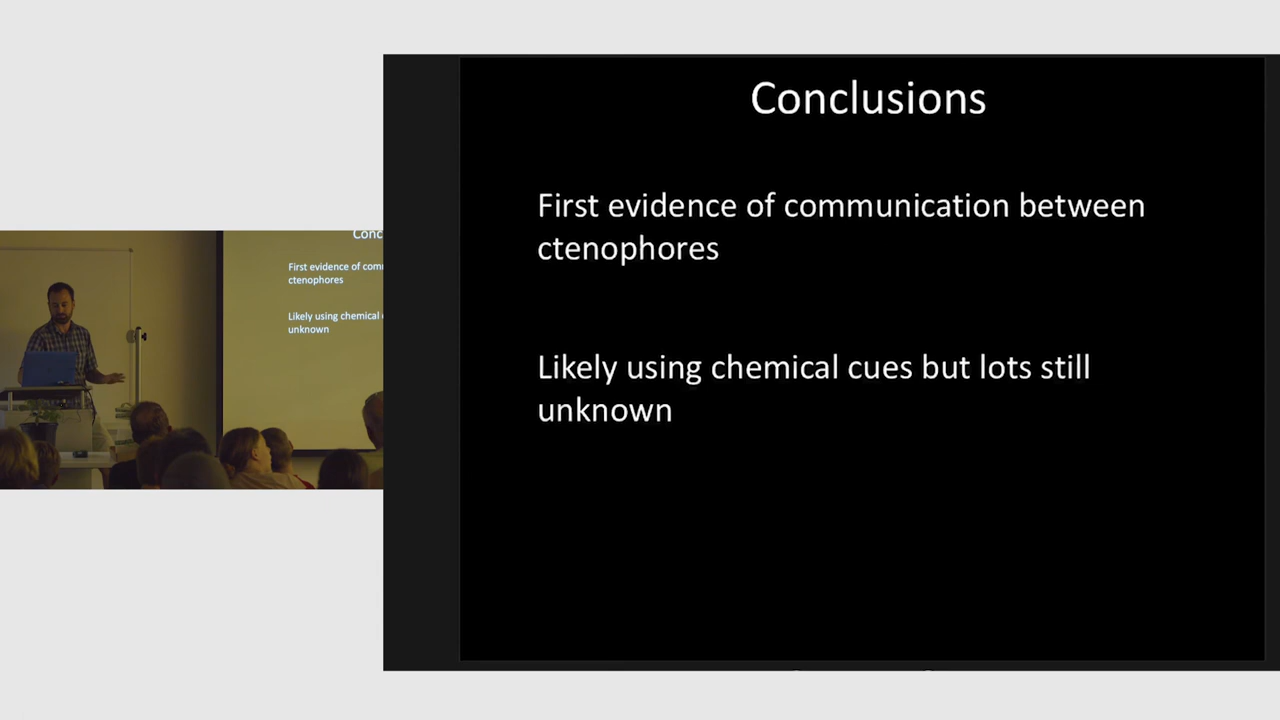 Conclusions
First evidence of communication between
ctenophores
Likely using chemical cues but lots still
unknown
Conc
First evidence of com
ctenophores
Likely using chemical
unknown